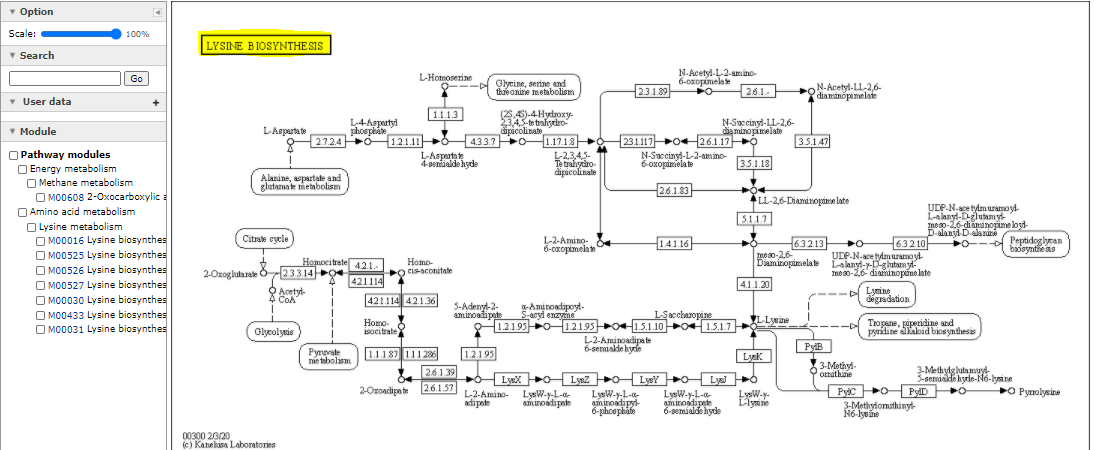 Option
Scale: 100%
Search
Go
User data +
Module
Pathway modules
Energy metabolism
Methane metabolism
M00608 2-Oxocarboxylic a
Amino acid metabolism
Lysine metabolism
M00016 Lysine biosynthes
M00525 Lysine biosynthes
M00526 Lysine biosynthes
M00527 Lysine biosynthes
M00030 Lysine biosynthes
M00433 Lysine biosynthes
M00031 Lysine biosynthes
LYSINE BIOSYNTHESIS
L-Homoserine
Glycine, serine and
threonine metabolism
N-Acetyl-L-2-amino-
6-oxopimelate
2.3.1.89
2.6.1.-
N-Acetyl-LL-2,6-
diaminopimelate
1.1.1.3
L-Aspartate
2.7.2.4
L-4-Aspartyl
phosphate
1.2.1.11
L-Aspartate
4-semialdehyde
4.3.3.7
(2S,4S)-4-Hydroxy-
2,3,4,5-tetrahydro-
dipicolinate
1.17.1.8
L-2,3,4,5-
Tetrahydro-
dipicolinate
2.3.1.117
N-Succinyl-L-2-amino-
6-oxopimelate
2.6.1.17
N-Succinyl-LL-2,6-
diaminopimelate
3.5.1.47
3.5.1.18
Alanine, aspartate and
glutamate metabolism
2.6.1.83
LL-2,6-Diaminopimelate
5.1.1.7
L-2-Amino-
6-oxopimelate
1.4.1.16
meso-2,6-
Diaminopimelate
6.3.2.13
UDP-N-acetylmuramoyl-
L-alanyl-γ-D-glutamyl-
meso-2,6-diaminopimelate
6.3.2.10
UDP-N-acetylmuramoyl-
L-alanyl-D-glutamyl-
meso-2,6-diaminopimeloyl-
D-alanyl-D-alanine
Peptidoglycan
biosynthesis
Citrate cycle
2-Oxoglutarate
2.3.3.14
Homocitrate
4.2.1.-
4.2.1.114
Homo-
cis-aconitate
Acetyl-
CoA
Glycolysis
Pyruvate
metabolism
4.2.1.114
4.2.1.36
Homo-
isocitrate
1.1.1.87
1.1.1.286
2-Oxoadipate
2.6.1.39
2.6.1.57
L-2-Amino-
adipate
1.2.1.95
5-Adenyl-2-
aminoadipate
1.2.1.95
α-Aminoadipoyl-
S-acyl enzyme
1.2.1.95
L-2-Aminoadipate
6-semialdehyde
1.5.1.10
L-Saccharopine
1.5.1.7
L-Lysine
4.1.1.20
Lysine
degradation
Tropane, piperidine and
pyridine alkaloid biosynthesis
LysX
LysW-γ-L-α-
aminoadipate
LysZ
LysW-γ-L-α-
aminoadipyl-
6-phosphate
LysY
LysW-γ-L-α-
aminoadipate
6-semialdehyde
LysJ
LysW-γ-
L-lysine
LysK
PylB
3-Methyl-
ornithine
PylC
3-Methylornithinyl-
N6-lysine
PylD
3-Methylglutamyl-
5-semialdehyde-N6-lysine
Pyrrolysine
00300 2/3/20
(c) Kanehisa Laboratories